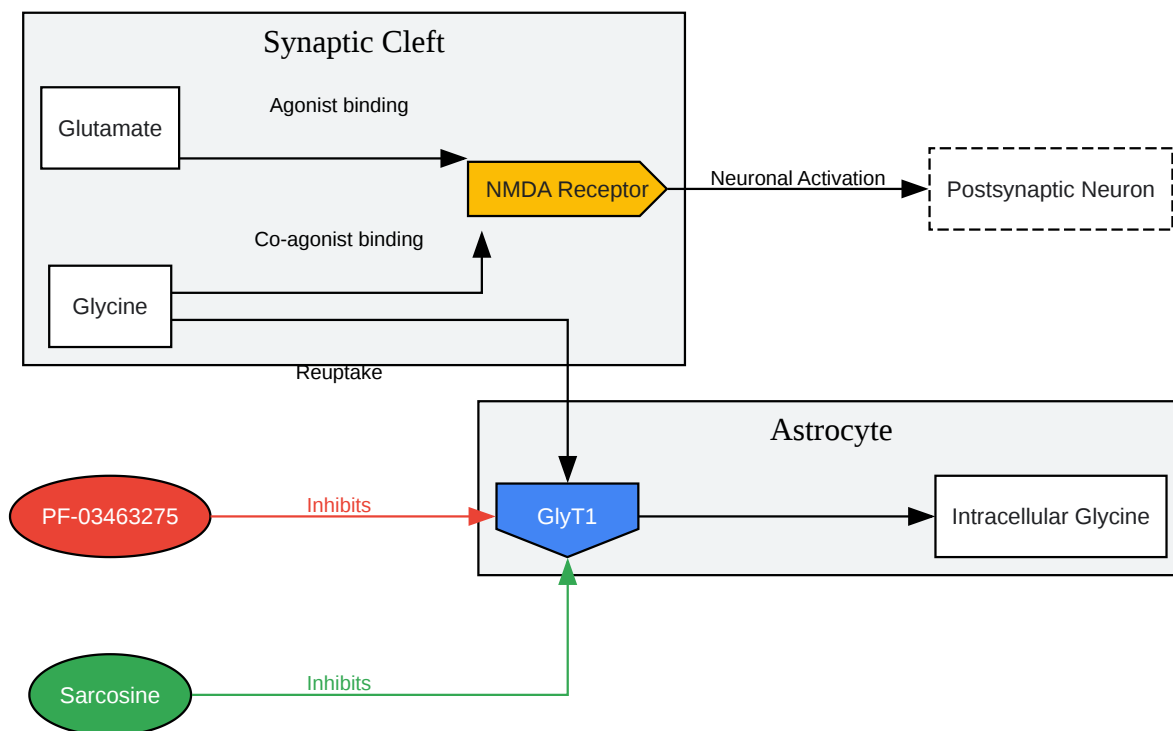 Synaptic Cleft
Agonist binding
Glutamate
NMDA Receptor
Neuronal Activation
Postsynaptic Neuron
Co-agonist binding
Glycine
Reuptake
Astrocyte
PF-03463275
Inhibits
GlyT1
Intracellular Glycine
Sarcosine
Inhibits